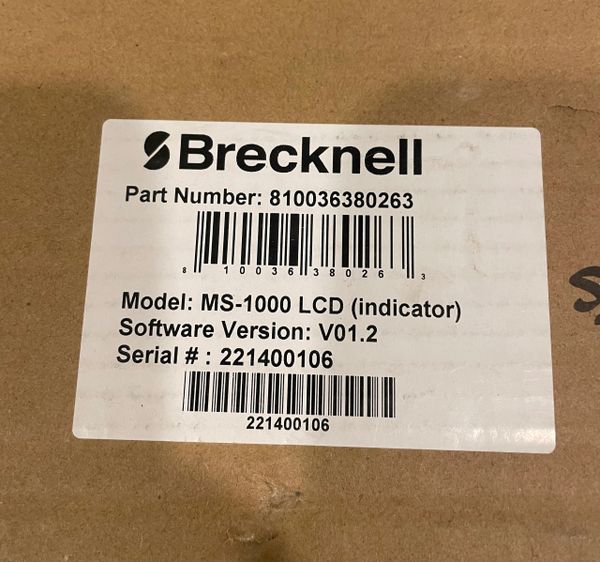 Brecknell
Part Number: 810036380263
8 10036 38026 3
Model: MS-1000 LCD (indicator)
Software Version: V01.2
Serial # : 221400106
221400106